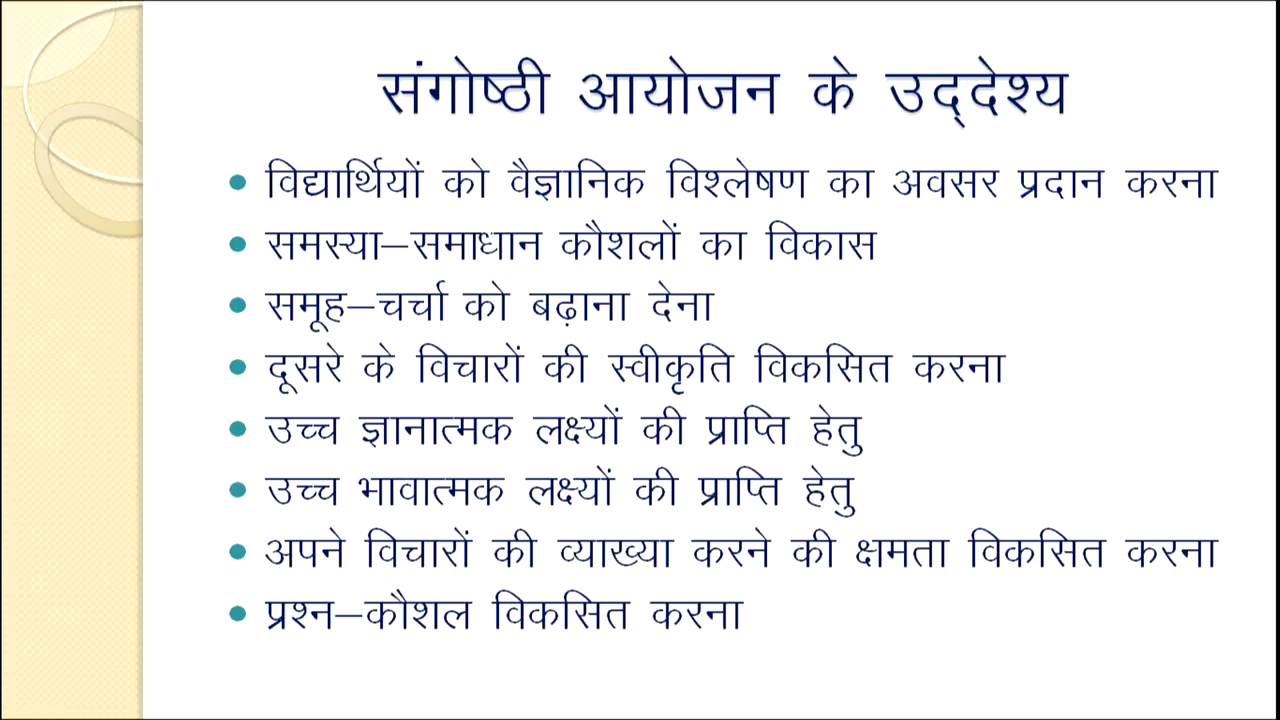 संगोष्ठी आयोजन के उद्देश्य
• विद्यार्थियों को वैज्ञानिक विश्लेषण का अवसर प्रदान करना
• समस्या–समाधान कौशलों का विकास
• समूह–चर्चा को बढ़ाना देना
• दूसरे के विचारों की स्वीकृति विकसित करना
• उच्च ज्ञानात्मक लक्ष्यों की प्राप्ति हेतु
• उच्च भावात्मक लक्ष्यों की प्राप्ति हेतु
• अपने विचारों की व्याख्या करने की क्षमता विकसित करना
• प्रश्न–कौशल विकसित करना